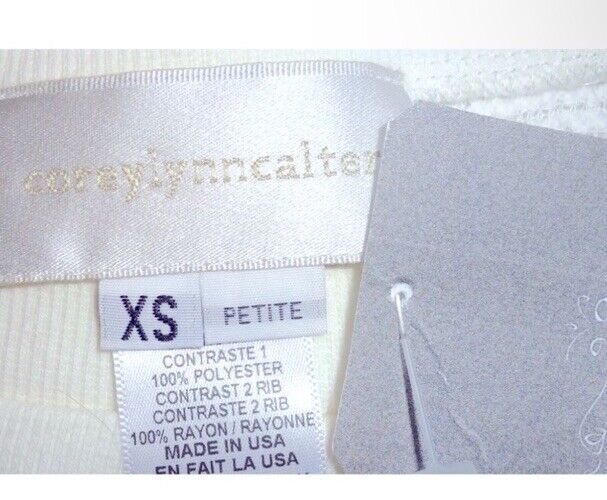 coreylynncalter
XS
PETITE
CONTRASTE 1
100% POLYESTER
CONTRAST 2 RIB
CONTRASTE 2 RIB
100% RAYON / RAYONNE
MADE IN USA
EN FAIT LA USA